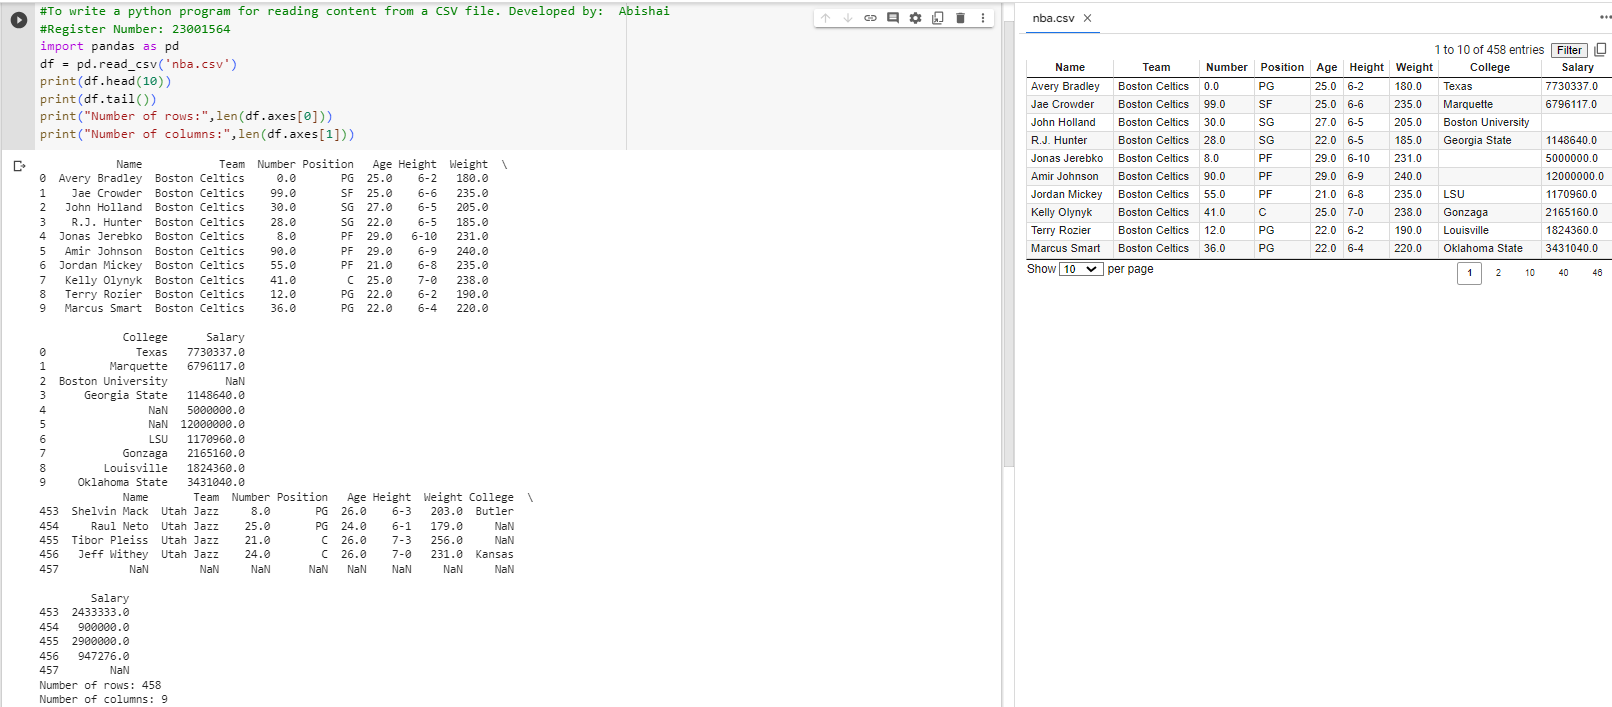 #To write a python program for reading content from a CSV file. Developed by:  Abishai
#Register Number: 23001564
import pandas as pd
df = pd.read_csv('nba.csv')
print(df.head(10))
print(df.tail())
print("Number of rows:",len(df.axes[0]))
print("Number of columns:",len(df.axes[1]))
Name Team Number Position Age Height Weight \
0 Avery Bradley Boston Celtics 0.0 PG 25.0 6-2 180.0
1 Jae Crowder Boston Celtics 99.0 SF 25.0 6-6 235.0
2 John Holland Boston Celtics 30.0 SG 27.0 6-5 205.0
3 R.J. Hunter Boston Celtics 28.0 SG 22.0 6-5 185.0
4 Jonas Jerebko Boston Celtics 8.0 PF 29.0 6-10 231.0
5 Amir Johnson Boston Celtics 90.0 PF 29.0 6-9 240.0
6 Jordan Mickey Boston Celtics 55.0 PF 21.0 6-8 235.0
7 Kelly Olynyk Boston Celtics 41.0 C 25.0 7-0 238.0
8 Terry Rozier Boston Celtics 12.0 PG 22.0 6-2 190.0
9 Marcus Smart Boston Celtics 36.0 PG 22.0 6-4 220.0
College Salary
0 Texas 7730337.0
1 Marquette 6796117.0
2 Boston University NaN
3 Georgia State 1148640.0
4 NaN 5000000.0
5 NaN 12000000.0
6 LSU 1170960.0
7 Gonzaga 2165160.0
8 Louisville 1824360.0
9 Oklahoma State 3431040.0
Name Team Number Position Age Height Weight College \
453 Shelvin Mack Utah Jazz 8.0 PG 26.0 6-3 203.0 Butler
454 Raul Neto Utah Jazz 25.0 PG 24.0 6-1 179.0 NaN
455 Tibor Pleiss Utah Jazz 21.0 C 26.0 7-3 256.0 NaN
456 Jeff Withey Utah Jazz 24.0 C 26.0 7-0 231.0 Kansas
457 NaN NaN NaN NaN NaN NaN NaN NaN
Salary
453 2433333.0
454 900000.0
455 2900000.0
456 947276.0
457 NaN
Number of rows: 458
Number of columns: 9
nba.csv
1 to 10 of 458 entries Filter
Name Team Number Position Age Height Weight College Salary
Avery Bradley Boston Celtics 0.0 PG 25.0 6-2 180.0 Texas 7730337.0
Jae Crowder Boston Celtics 99.0 SF 25.0 6-6 235.0 Marquette 6796117.0
John Holland Boston Celtics 30.0 SG 27.0 6-5 205.0 Boston University
R.J. Hunter Boston Celtics 28.0 SG 22.0 6-5 185.0 Georgia State 1148640.0
Jonas Jerebko Boston Celtics 8.0 PF 29.0 6-10 231.0 5000000.0
Amir Johnson Boston Celtics 90.0 PF 29.0 6-9 240.0 12000000.0
Jordan Mickey Boston Celtics 55.0 PF 21.0 6-8 235.0 LSU 1170960.0
Kelly Olynyk Boston Celtics 41.0 C 25.0 7-0 238.0 Gonzaga 2165160.0
Terry Rozier Boston Celtics 12.0 PG 22.0 6-2 190.0 Louisville 1824360.0
Marcus Smart Boston Celtics 36.0 PG 22.0 6-4 220.0 Oklahoma State 3431040.0
Show 10 per page
1 2 10 40 46